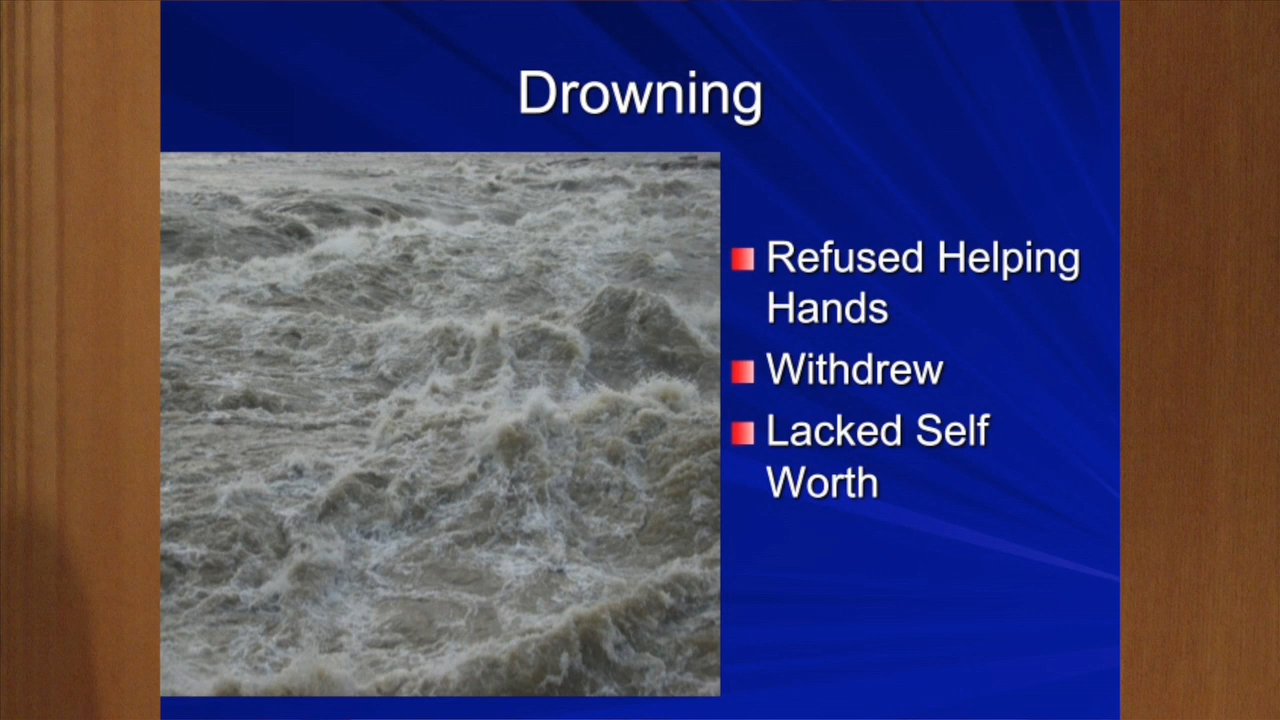 Drowning
Refused Helping
Hands
Withdrew
Lacked Self
Worth